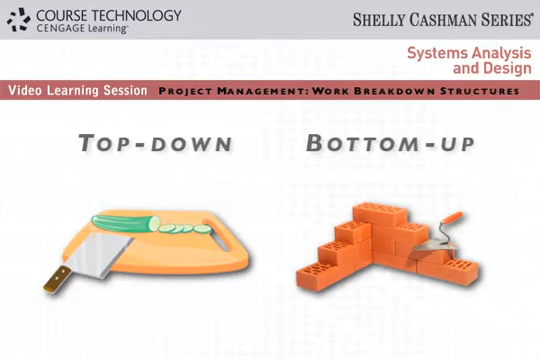 COURSE TECHNOLOGY
CENGAGE Learning™
SHELLY CASHMAN SERIES®
Systems Analysis
and Design
Video Learning Session PROJECT MANAGEMENT: WORK BREAKDOWN STRUCTURES
TOP-DOWN BOTTOM-UP